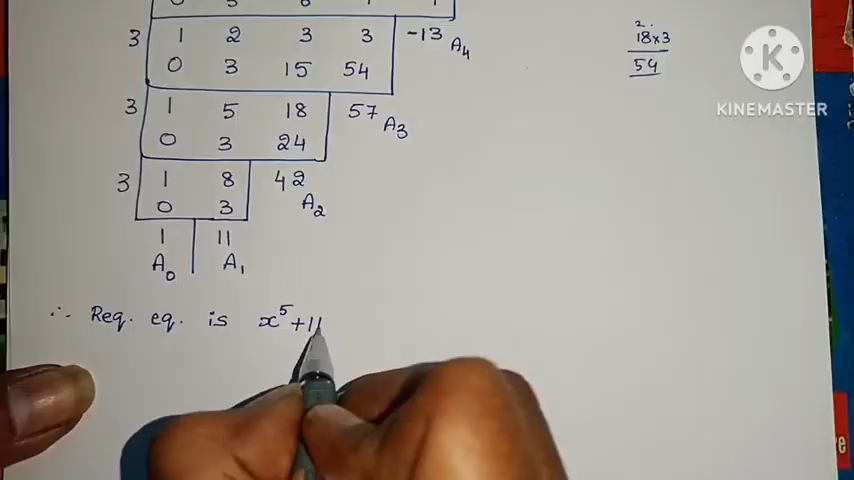 3 1 2 3 3 -13 A4
0 3 15 54
3 1 5 18 57 A3
0 3 24
3 1 8 42 A2
0 3
1 11
A0 A1
∴ Req. eq. is x⁵ + 11
2
18×3
54
K
KINEMASTER